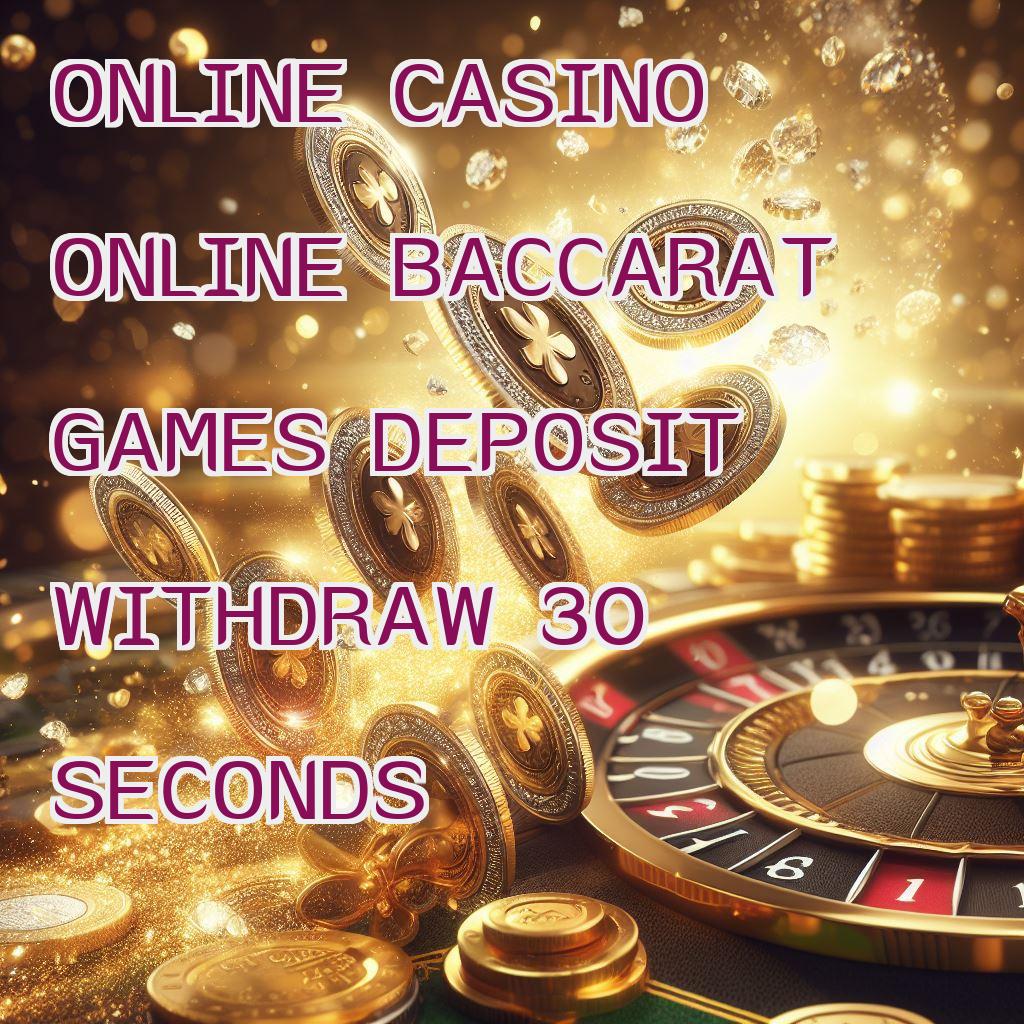 ONLINE CASINO
ONLINE BACCARAT
GAMES DEPOSIT
WITHDRAW 30
SECONDS